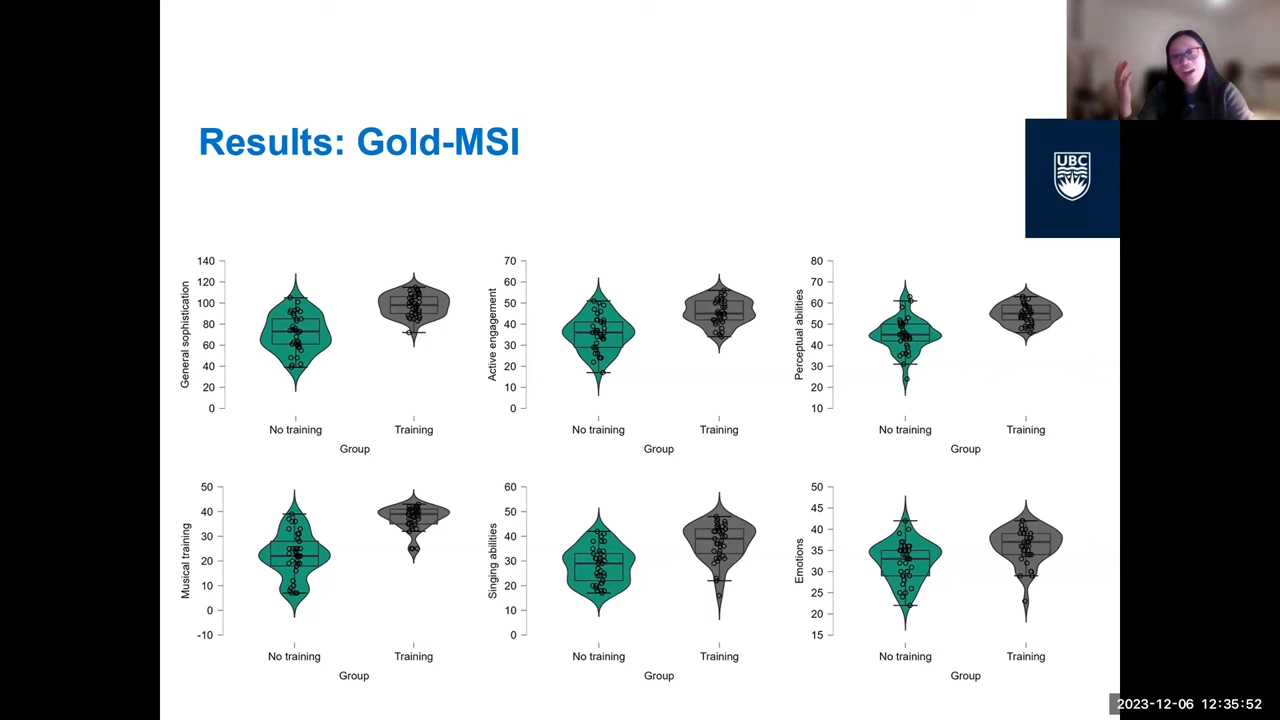 Results: Gold-MSI
UBC
General sophistication
140
120
100
80
60
40
20
0
No training
Training
Group
Active engagement
70
60
50
40
30
20
10
0
No training
Training
Group
Perceptual abilities
80
70
60
50
40
30
20
10
No training
Training
Group
Musical training
50
40
30
20
10
0
-10
No training
Training
Group
Singing abilities
60
50
40
30
20
10
0
No training
Training
Group
Emotions
50
45
40
35
30
25
20
15
No training
Training
Group
2023-12-06 12:35:52